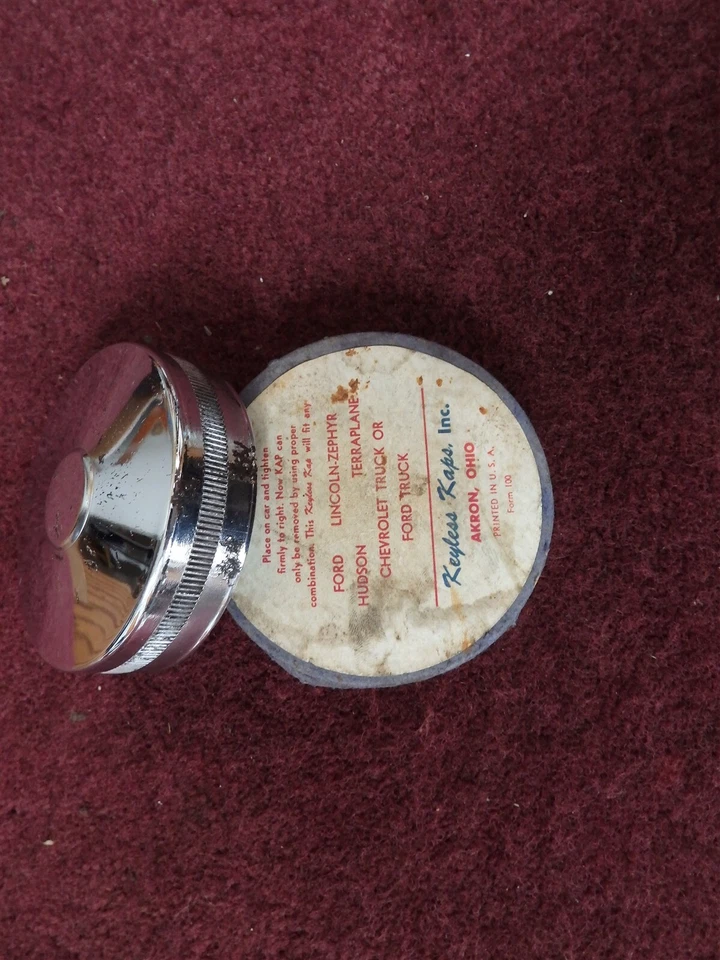 Place on car and tighten
firmly to right. Now KAP can
only be removed by using proper
combination. This Keyless Kap will fit any
FORD LINCOLN-ZEPHYR
HUDSON TERRAPLANE
CHEVROLET TRUCK OR
FORD TRUCK
Keyless Kaps, Inc.
AKRON, OHIO
PRINTED IN U. S. A.
Form 100